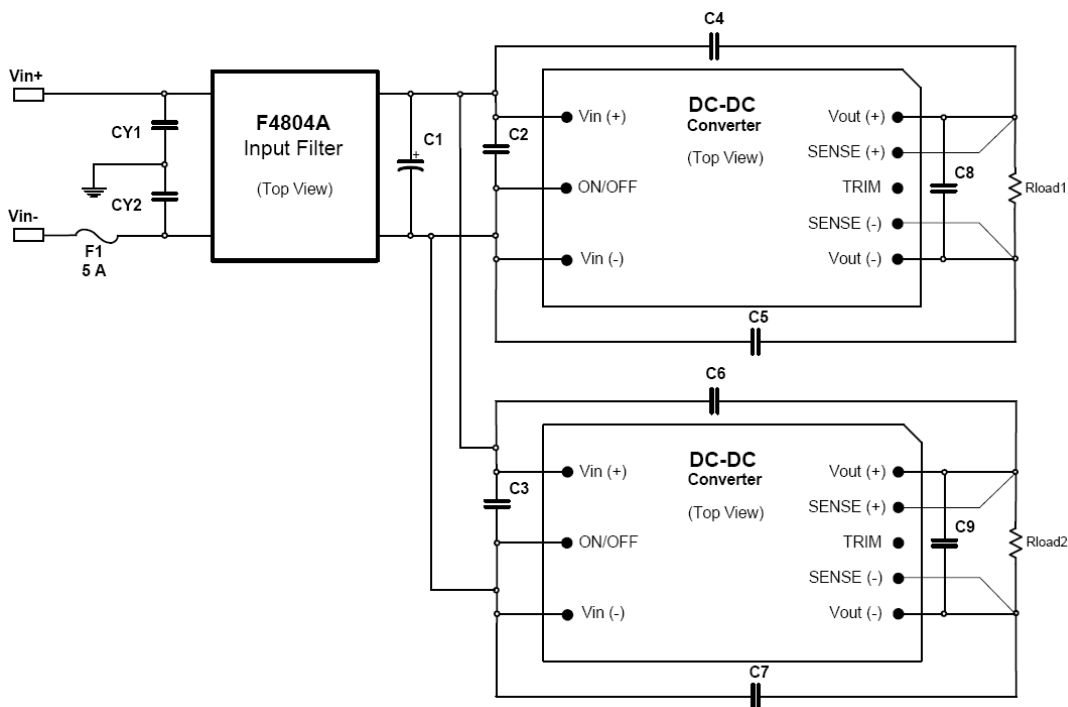 C4
Vin+
F4804A
Input Filter
(Top View)
CY1
CY2
C1
+
C2
DC-DC
Converter
(Top View)
Vin (+)
ON/OFF
Vin (-)
Vout (+)
SENSE (+)
TRIM
SENSE (-)
Vout (-)
C8
Rload1
Vin-
F1
5 A
C5
C6
C3
DC-DC
Converter
(Top View)
Vin (+)
ON/OFF
Vin (-)
Vout (+)
SENSE (+)
TRIM
SENSE (-)
Vout (-)
C9
Rload2
C7